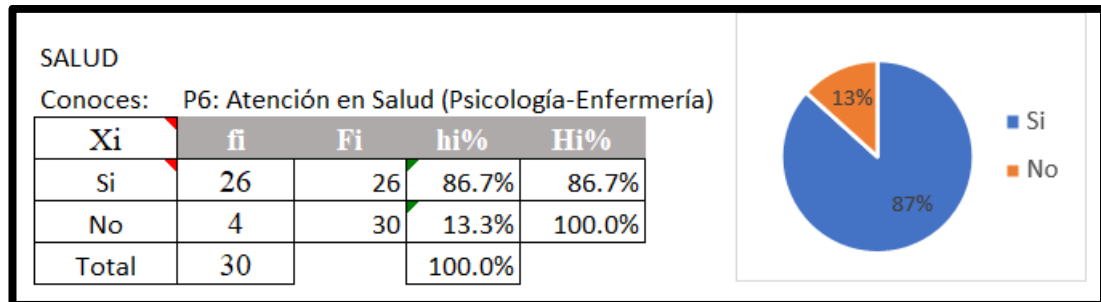 SALUD
Conoces: P6: Atención en Salud (Psicología-Enfermería)
Xi fi Fi hi% Hi%
Si 26 26 86.7% 86.7%
No 4 30 13.3% 100.0%
Total 30 100.0%
13%
87%
Si
No